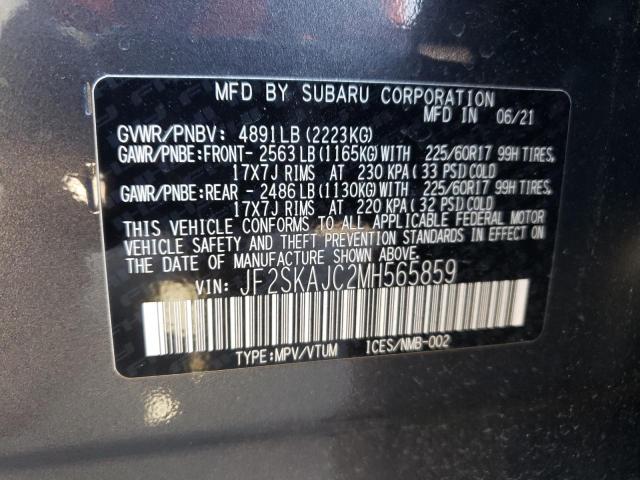 MFD BY SUBARU CORPORATION
MFD IN 06/21
GVWR/PNBV: 4891LB (2223KG)
GAWR/PNBE:FRONT- 2563LB (1165KG)WITH 225/60R17 99H TIRES,
17X7J RIMS AT 230 KPA (33 PSI)COLD
GAWR/PNBE:REAR - 2486LB (1130KG)WITH 225/60R17 99H TIRES,
17X7J RIMS AT 220 KPA (32 PSI)COLD
THIS VEHICLE CONFORMS TO ALL APPLICABLE FEDERAL MOTOR
VEHICLE SAFETY AND THEFT PREVENTION STANDARDS IN EFFECT ON
THE DATE OF MANUFACTURE SHOWN ABOVE.
VIN: JF2SKAJC2MH565859
TYPE:MPV/VTUM ICES/NMB-002